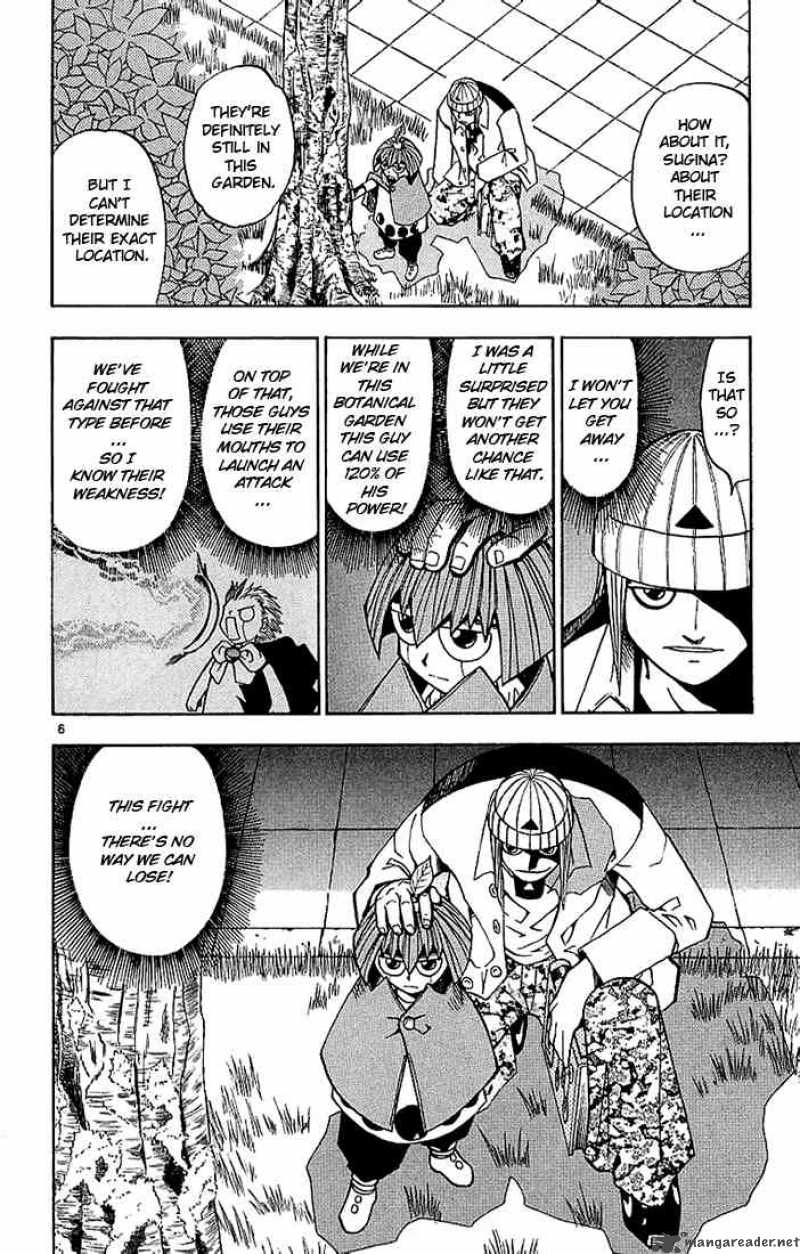 HOW
ABOUT IT,
SUGINA?
ABOUT
THEIR
LOCATION
...
THEY'RE
DEFINITELY
STILL IN
THIS
GARDEN.
BUT I
CAN'T
DETERMINE
THEIR EXACT
LOCATION.
IS
THAT
SO
...?
I WON'T
LET YOU
GET
AWAY
...
I WAS A
LITTLE
SURPRISED
BUT THEY
WON'T GET
ANOTHER
CHANCE
LIKE THAT.
WHILE
WE'RE IN
THIS
BOTANICAL
GARDEN
THIS GUY
CAN USE
120% OF
HIS
POWER!
ON TOP
OF THAT,
THOSE GUYS
USE THEIR
MOUTHS TO
LAUNCH AN
ATTACK
...
WE'VE
FOUGHT
AGAINST THAT
TYPE BEFORE
...
SO I
KNOW THEIR
WEAKNESS!
6
THIS FIGHT
...
THERE'S NO
WAY WE CAN
LOSE!
mangareader.net